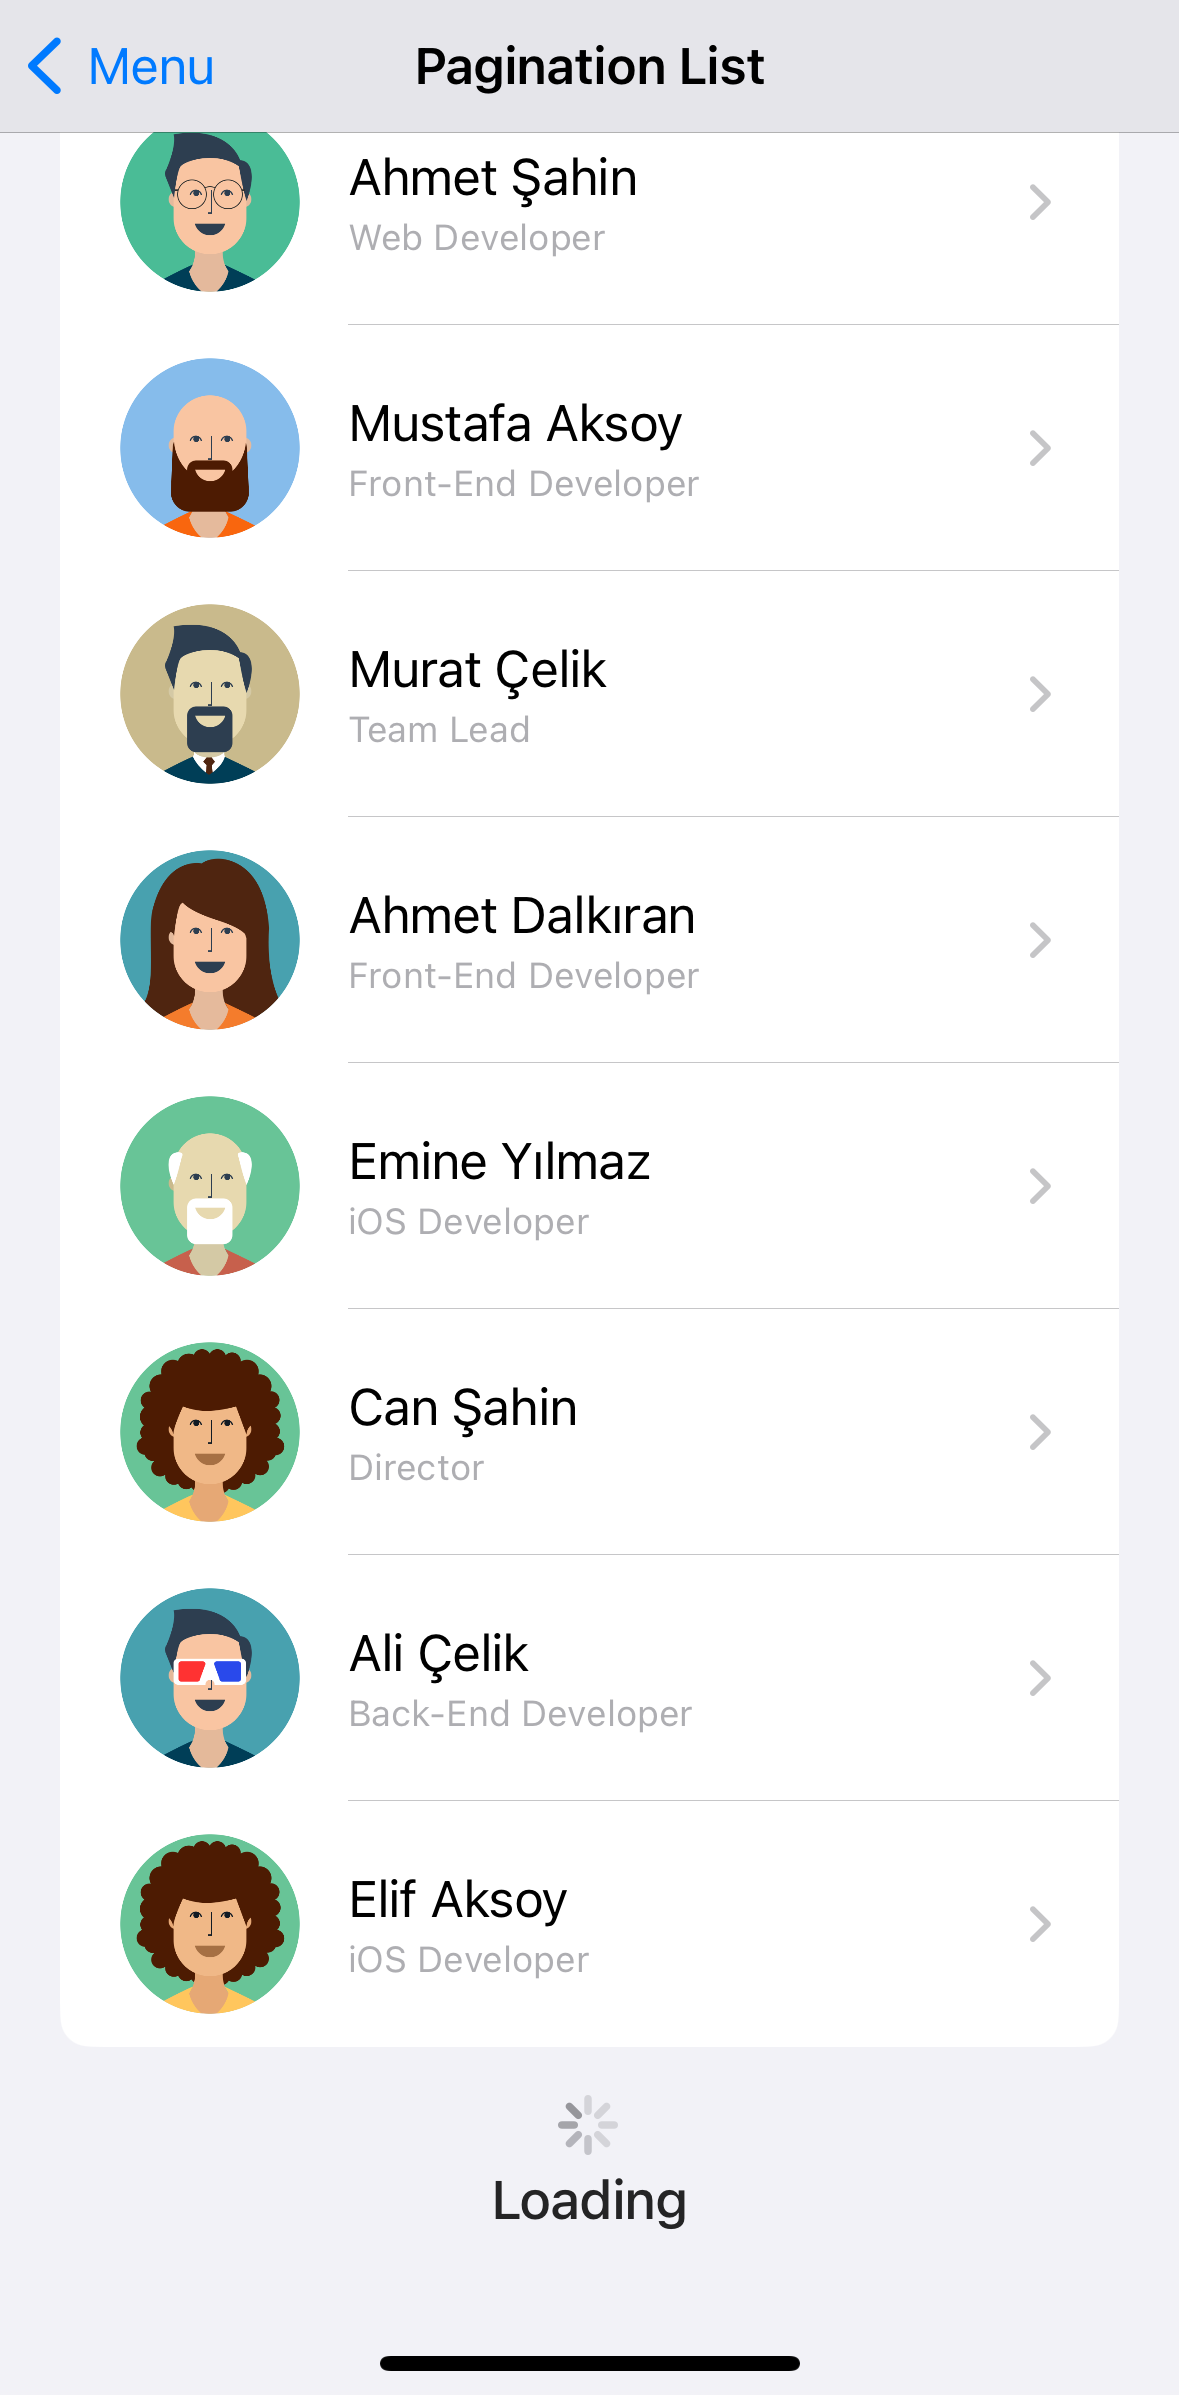 Menu
Pagination List
Ahmet Şahin
Web Developer
Mustafa Aksoy
Front-End Developer
Murat Çelik
Team Lead
Ahmet Dalkıran
Front-End Developer
Emine Yılmaz
iOS Developer
Can Şahin
Director
Ali Çelik
Back-End Developer
Elif Aksoy
iOS Developer
Loading